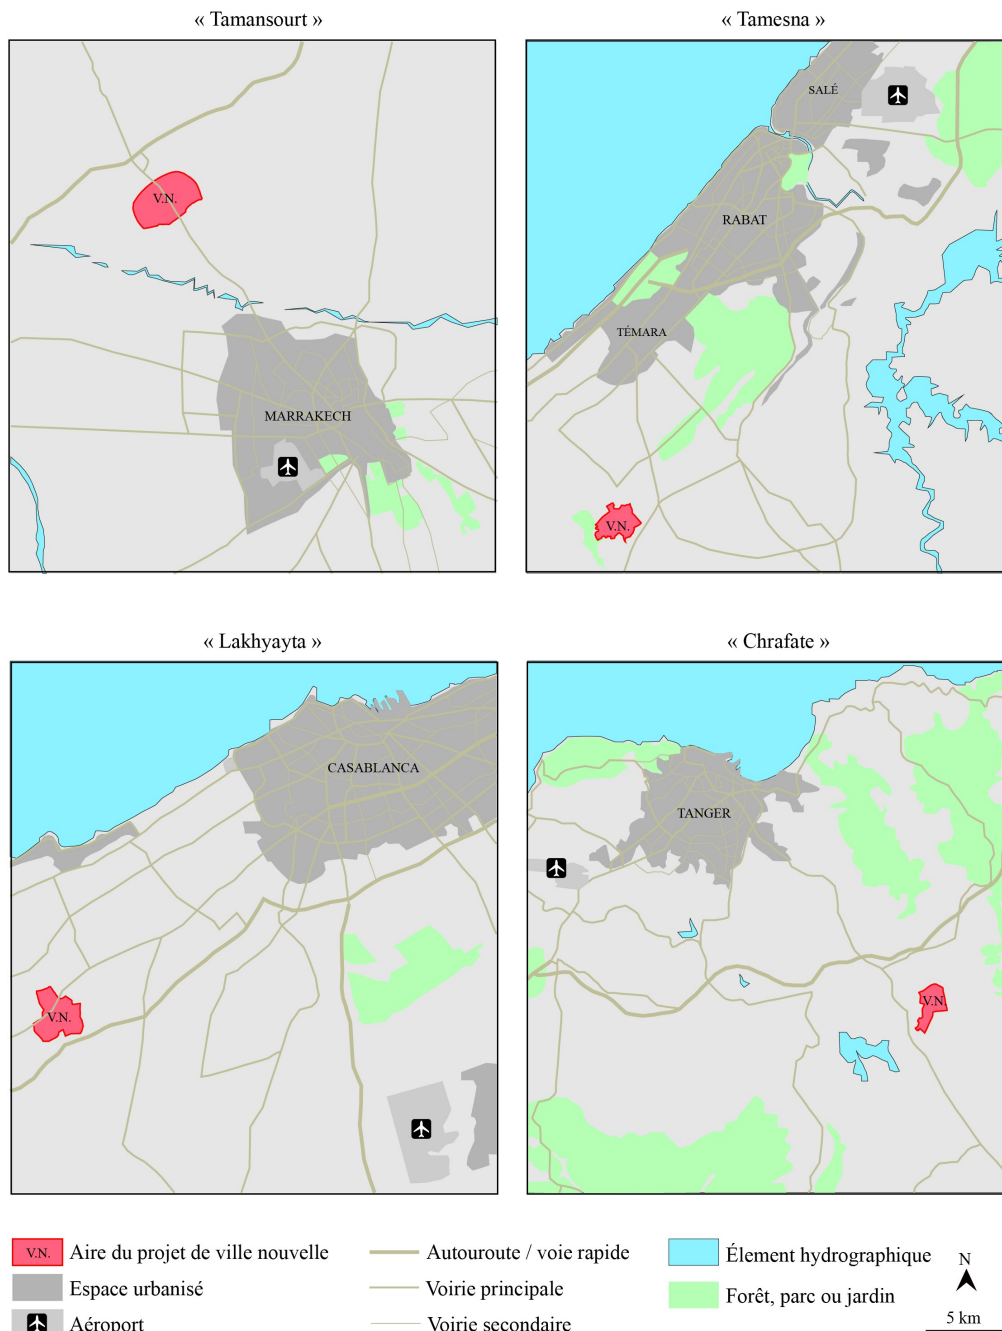 « Tamansourt »
« Tamesna »
V.N.
MARRAKECH
SALÉ
RABAT
TÉMARA
V.N.
« Lakhyayta »
« Chrafate »
CASABLANCA
V.N.
TANGER
V.N
V.N. Aire du projet de ville nouvelle
Espace urbanisé
Aéroport
Autouroute / voie rapide
Voirie principale
Voirie secondaire
Élement hydrographique
Forêt, parc ou jardin
N
5 km